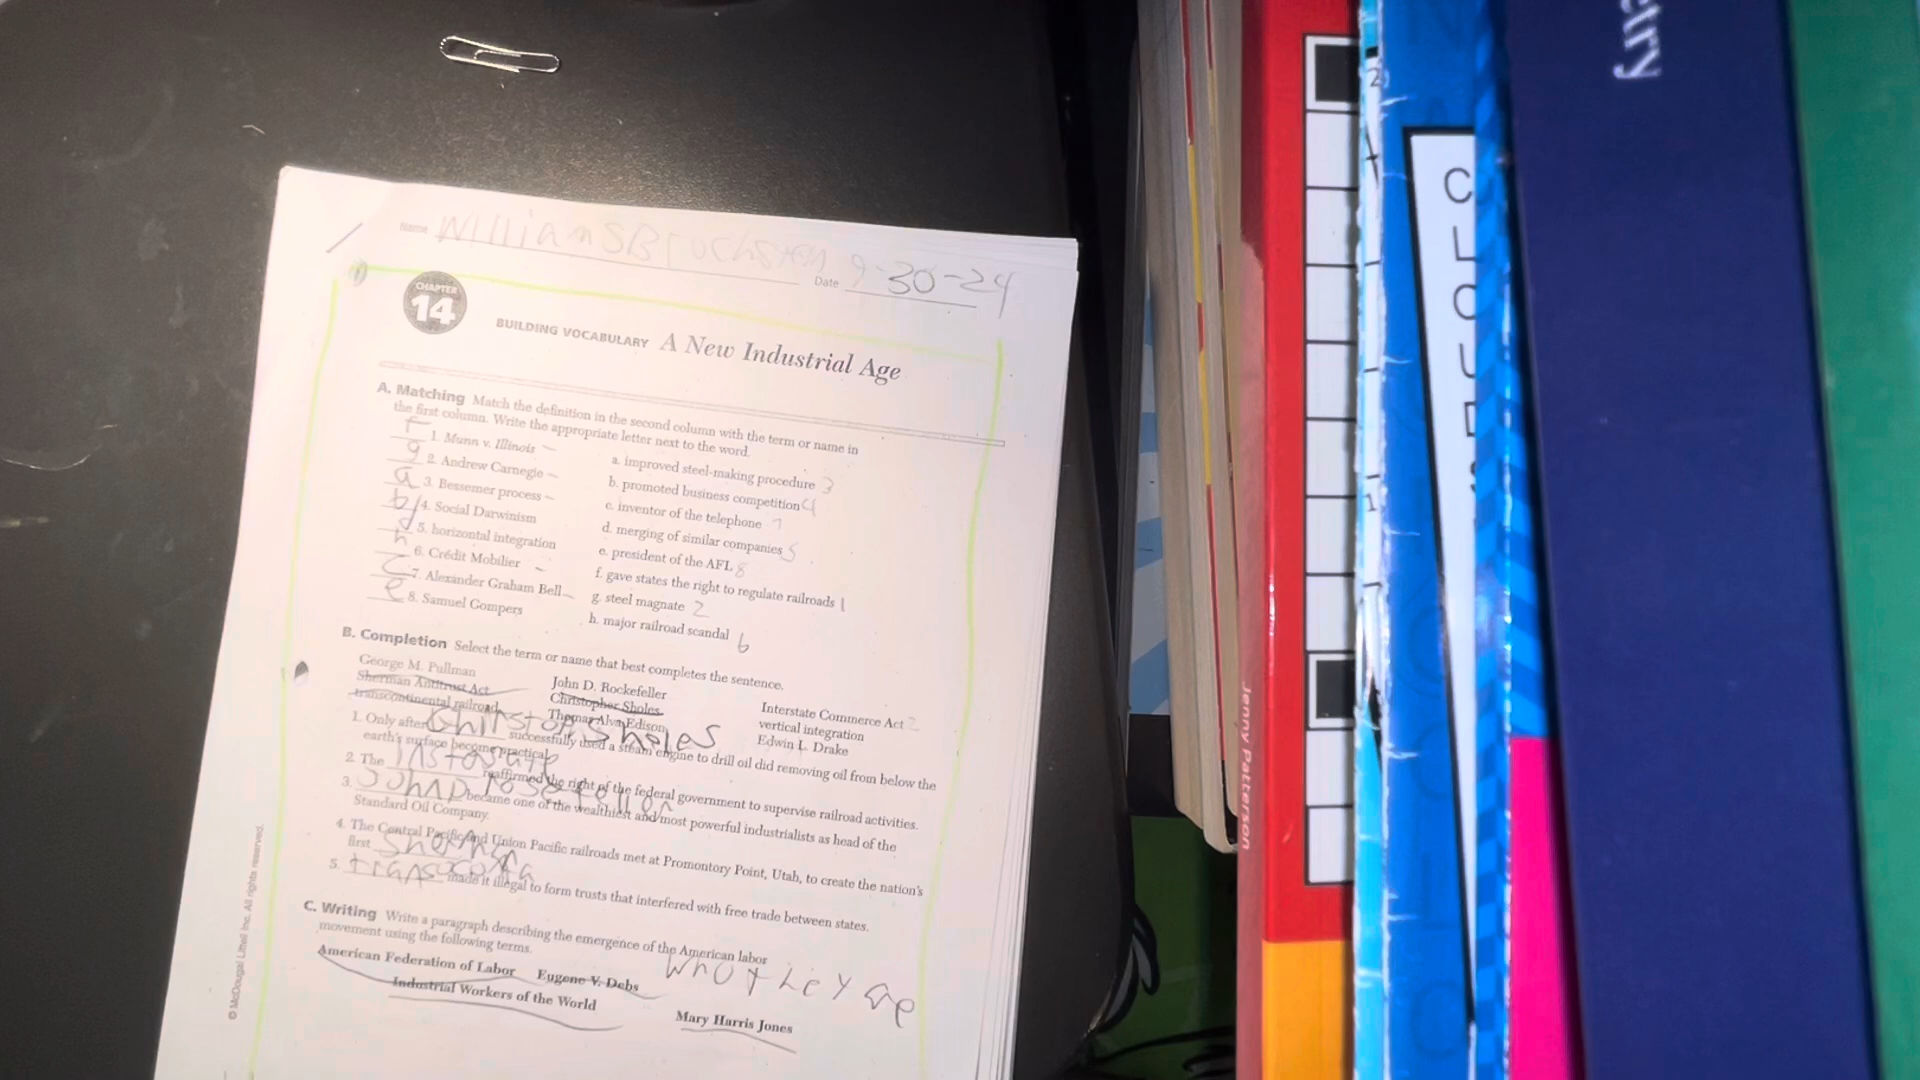 Name
Date 9-30-24
CHAPTER
14
BUILDING VOCABULARY A New Industrial Age
A. Matching Match the definition in the second column with the term or name in
the first column. Write the appropriate letter next to the word.
f 1. Munn v. Illinois
g 2. Andrew Carnegie
a 3. Bessemer process
b 4. Social Darwinism
d 5. horizontal integration
h 6. Crédit Mobilier
c 7. Alexander Graham Bell
e 8. Samuel Gompers
a. improved steel-making procedure 3
b. promoted business competition 4
c. inventor of the telephone 7
d. merging of similar companies 5
e. president of the AFL 8
f. gave states the right to regulate railroads 1
g. steel magnate 2
h. major railroad scandal 6
B. Completion Select the term or name that best completes the sentence.
George M. Pullman
Sherman Antitrust Act
transcontinental railroad
John D. Rockefeller
Christopher Sholes
Thomas Alva Edison
Interstate Commerce Act 2
vertical integration
Edwin L. Drake
1. Only after Sholes successfully used a steam engine to drill oil did removing oil from below the
earth's surface become practical.
2. The reaffirmed the right of the federal government to supervise railroad activities.
3. John D became one of the wealthiest and most powerful industrialists as head of the
Standard Oil Company.
4. The Central Pacific and Union Pacific railroads met at Promontory Point, Utah, to create the nation's
first
5. made it illegal to form trusts that interfered with free trade between states.
C. Writing Write a paragraph describing the emergence of the American labor
movement using the following terms.
American Federation of Labor Eugene V. Debs
Industrial Workers of the World
Mary Harris Jones
© McDougal Littell Inc. All rights reserved.
Jenny Patterson
etry